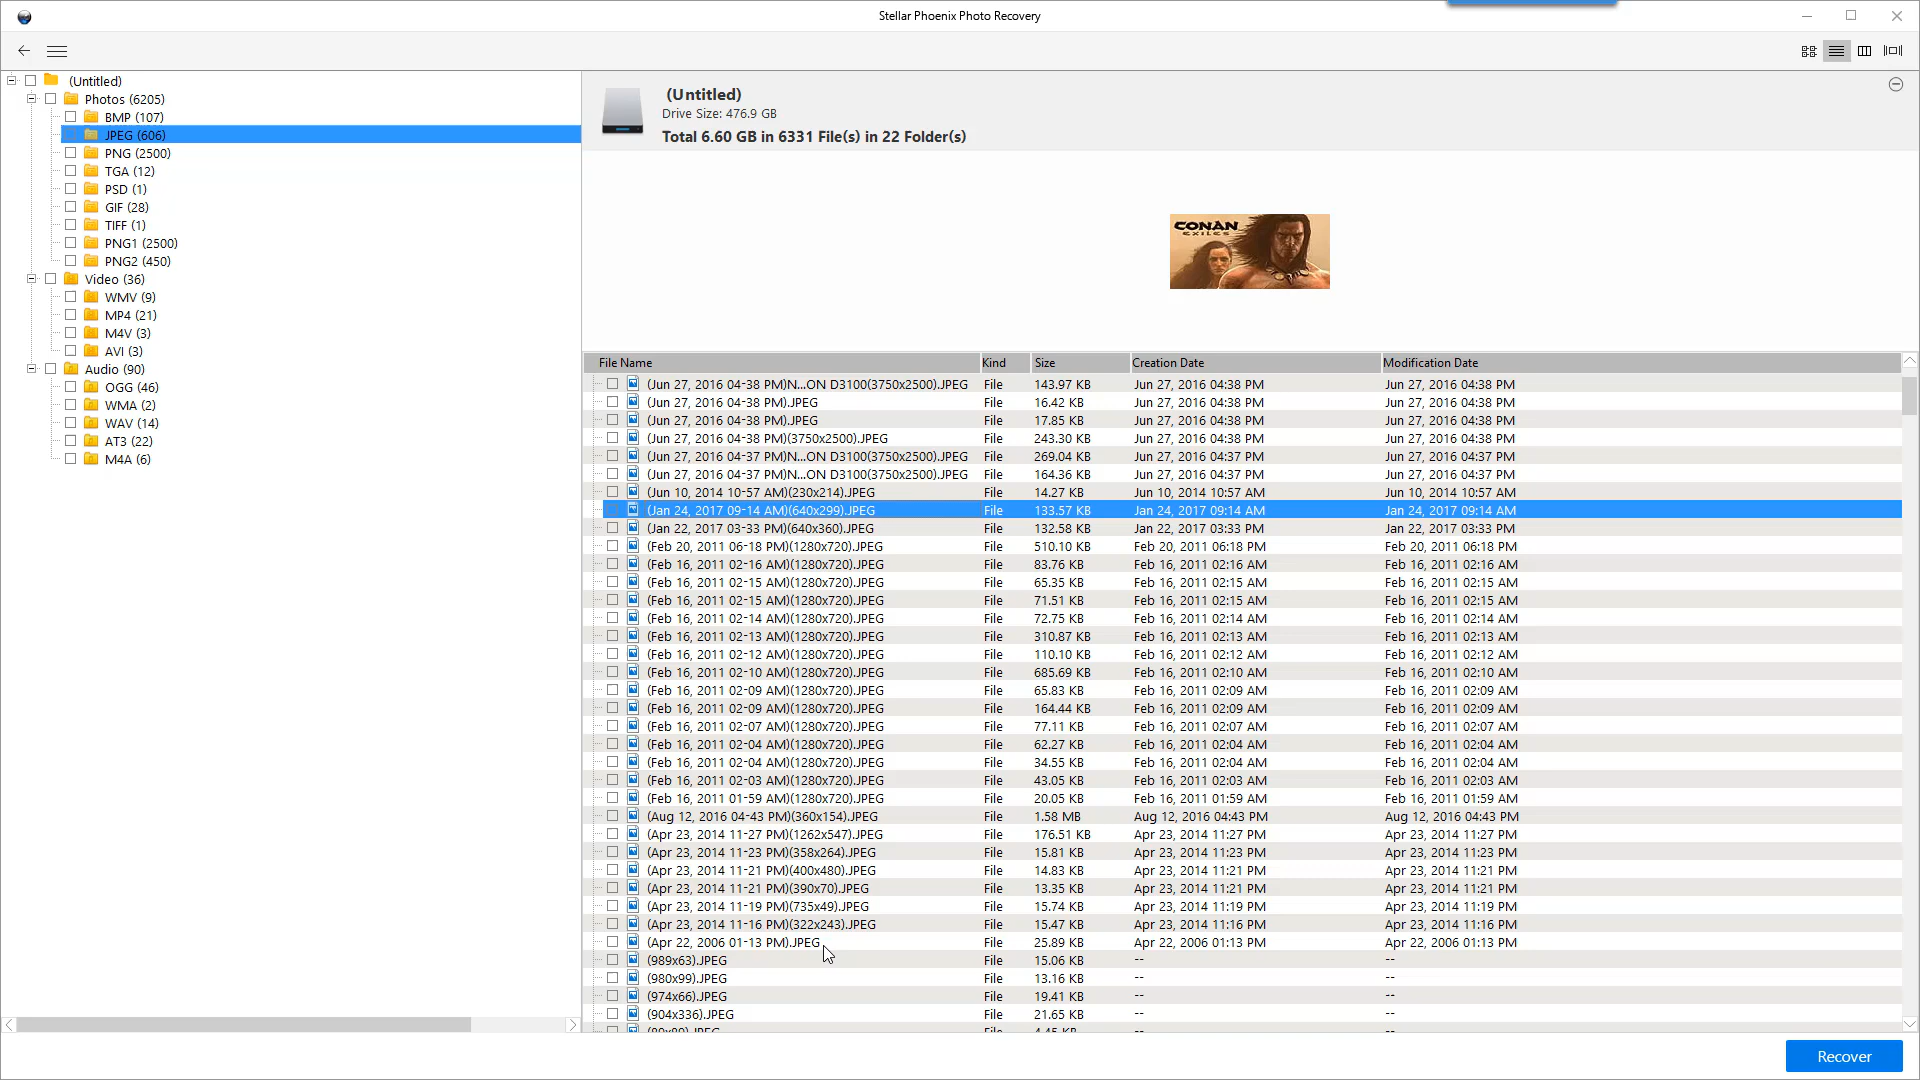 Stellar Phoenix Photo Recovery
(Untitled)
Photos (6205)
BMP (107)
JPEG (606)
PNG (2500)
TGA (12)
PSD (1)
GIF (28)
TIFF (1)
PNG1 (2500)
PNG2 (450)
Video (36)
WMV (9)
MP4 (21)
M4V (3)
AVI (3)
Audio (90)
OGG (46)
WMA (2)
WAV (14)
AT3 (22)
M4A (6)
(Untitled)
Drive Size: 476.9 GB
Total 6.60 GB in 6331 File(s) in 22 Folder(s)
CONAN
EXILES
File Name Kind Size Creation Date Modification Date
(Jun 27, 2016 04-38 PM)N...ON D3100(3750x2500).JPEG File 143.97 KB Jun 27, 2016 04:38 PM Jun 27, 2016 04:38 PM
(Jun 27, 2016 04-38 PM).JPEG File 16.42 KB Jun 27, 2016 04:38 PM Jun 27, 2016 04:38 PM
(Jun 27, 2016 04-38 PM).JPEG File 17.85 KB Jun 27, 2016 04:38 PM Jun 27, 2016 04:38 PM
(Jun 27, 2016 04-38 PM)(3750x2500).JPEG File 243.30 KB Jun 27, 2016 04:38 PM Jun 27, 2016 04:38 PM
(Jun 27, 2016 04-37 PM)N...ON D3100(3750x2500).JPEG File 269.04 KB Jun 27, 2016 04:37 PM Jun 27, 2016 04:37 PM
(Jun 27, 2016 04-37 PM)N...ON D3100(3750x2500).JPEG File 164.36 KB Jun 27, 2016 04:37 PM Jun 27, 2016 04:37 PM
(Jun 10, 2014 10-57 AM)(230x214).JPEG File 14.27 KB Jun 10, 2014 10:57 AM Jun 10, 2014 10:57 AM
(Jan 24, 2017 09-14 AM)(640x299).JPEG File 133.57 KB Jan 24, 2017 09:14 AM Jan 24, 2017 09:14 AM
(Jan 22, 2017 03-33 PM)(640x360).JPEG File 132.58 KB Jan 22, 2017 03:33 PM Jan 22, 2017 03:33 PM
(Feb 20, 2011 06-18 PM)(1280x720).JPEG File 510.10 KB Feb 20, 2011 06:18 PM Feb 20, 2011 06:18 PM
(Feb 16, 2011 02-16 AM)(1280x720).JPEG File 83.76 KB Feb 16, 2011 02:16 AM Feb 16, 2011 02:16 AM
(Feb 16, 2011 02-15 AM)(1280x720).JPEG File 65.35 KB Feb 16, 2011 02:15 AM Feb 16, 2011 02:15 AM
(Feb 16, 2011 02-15 AM)(1280x720).JPEG File 71.51 KB Feb 16, 2011 02:15 AM Feb 16, 2011 02:15 AM
(Feb 16, 2011 02-14 AM)(1280x720).JPEG File 72.75 KB Feb 16, 2011 02:14 AM Feb 16, 2011 02:14 AM
(Feb 16, 2011 02-13 AM)(1280x720).JPEG File 310.87 KB Feb 16, 2011 02:13 AM Feb 16, 2011 02:13 AM
(Feb 16, 2011 02-12 AM)(1280x720).JPEG File 110.10 KB Feb 16, 2011 02:12 AM Feb 16, 2011 02:12 AM
(Feb 16, 2011 02-10 AM)(1280x720).JPEG File 685.69 KB Feb 16, 2011 02:10 AM Feb 16, 2011 02:10 AM
(Feb 16, 2011 02-09 AM)(1280x720).JPEG File 65.83 KB Feb 16, 2011 02:09 AM Feb 16, 2011 02:09 AM
(Feb 16, 2011 02-09 AM)(1280x720).JPEG File 164.44 KB Feb 16, 2011 02:09 AM Feb 16, 2011 02:09 AM
(Feb 16, 2011 02-07 AM)(1280x720).JPEG File 77.11 KB Feb 16, 2011 02:07 AM Feb 16, 2011 02:07 AM
(Feb 16, 2011 02-04 AM)(1280x720).JPEG File 62.27 KB Feb 16, 2011 02:04 AM Feb 16, 2011 02:04 AM
(Feb 16, 2011 02-04 AM)(1280x720).JPEG File 34.55 KB Feb 16, 2011 02:04 AM Feb 16, 2011 02:04 AM
(Feb 16, 2011 02-03 AM)(1280x720).JPEG File 43.05 KB Feb 16, 2011 02:03 AM Feb 16, 2011 02:03 AM
(Feb 16, 2011 01-59 AM)(1280x720).JPEG File 20.05 KB Feb 16, 2011 01:59 AM Feb 16, 2011 01:59 AM
(Aug 12, 2016 04-43 PM)(360x154).JPEG File 1.58 MB Aug 12, 2016 04:43 PM Aug 12, 2016 04:43 PM
(Apr 23, 2014 11-27 PM)(1262x547).JPEG File 176.51 KB Apr 23, 2014 11:27 PM Apr 23, 2014 11:27 PM
(Apr 23, 2014 11-23 PM)(358x264).JPEG File 15.81 KB Apr 23, 2014 11:23 PM Apr 23, 2014 11:23 PM
(Apr 23, 2014 11-21 PM)(400x480).JPEG File 14.83 KB Apr 23, 2014 11:21 PM Apr 23, 2014 11:21 PM
(Apr 23, 2014 11-21 PM)(390x70).JPEG File 13.35 KB Apr 23, 2014 11:21 PM Apr 23, 2014 11:21 PM
(Apr 23, 2014 11-19 PM)(735x49).JPEG File 15.74 KB Apr 23, 2014 11:19 PM Apr 23, 2014 11:19 PM
(Apr 23, 2014 11-16 PM)(322x243).JPEG File 15.47 KB Apr 23, 2014 11:16 PM Apr 23, 2014 11:16 PM
(Apr 22, 2006 01-13 PM).JPEG File 25.89 KB Apr 22, 2006 01:13 PM Apr 22, 2006 01:13 PM
(989x63).JPEG File 15.06 KB -- --
(980x99).JPEG File 13.16 KB -- --
(974x66).JPEG File 19.41 KB -- --
(904x336).JPEG File 21.65 KB -- --
Recover